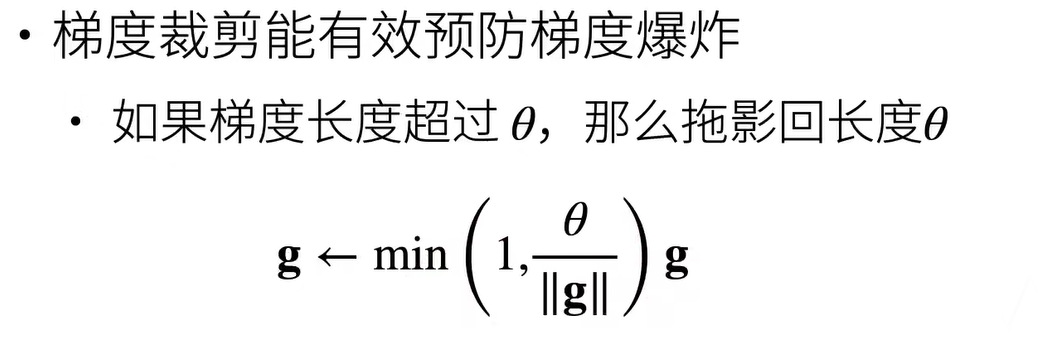 • 梯度裁剪能有效预防梯度爆炸
• 如果梯度长度超过 θ，那么拖影回长度θ
g ← min (1, θ / ‖g‖) g